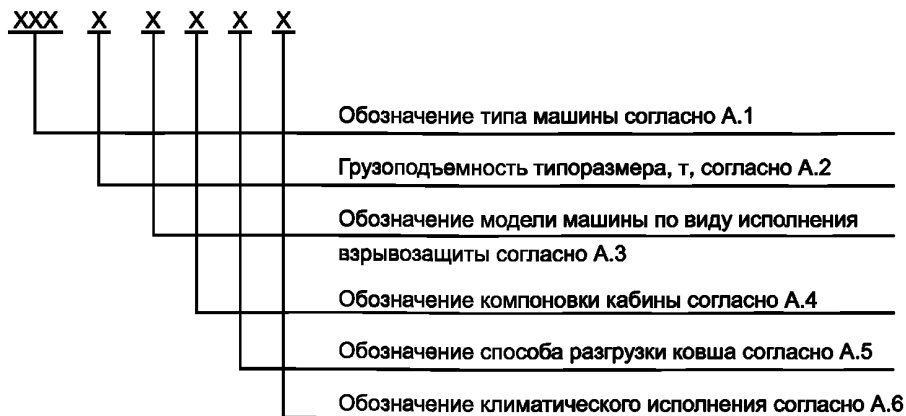 XXX X X X X X
Обозначение типа машины согласно А.1
Грузоподъемность типоразмера, т, согласно А.2
Обозначение модели машины по виду исполнения
взрывозащиты согласно А.3
Обозначение компоновки кабины согласно А.4
Обозначение способа разгрузки ковша согласно А.5
Обозначение климатического исполнения согласно А.6